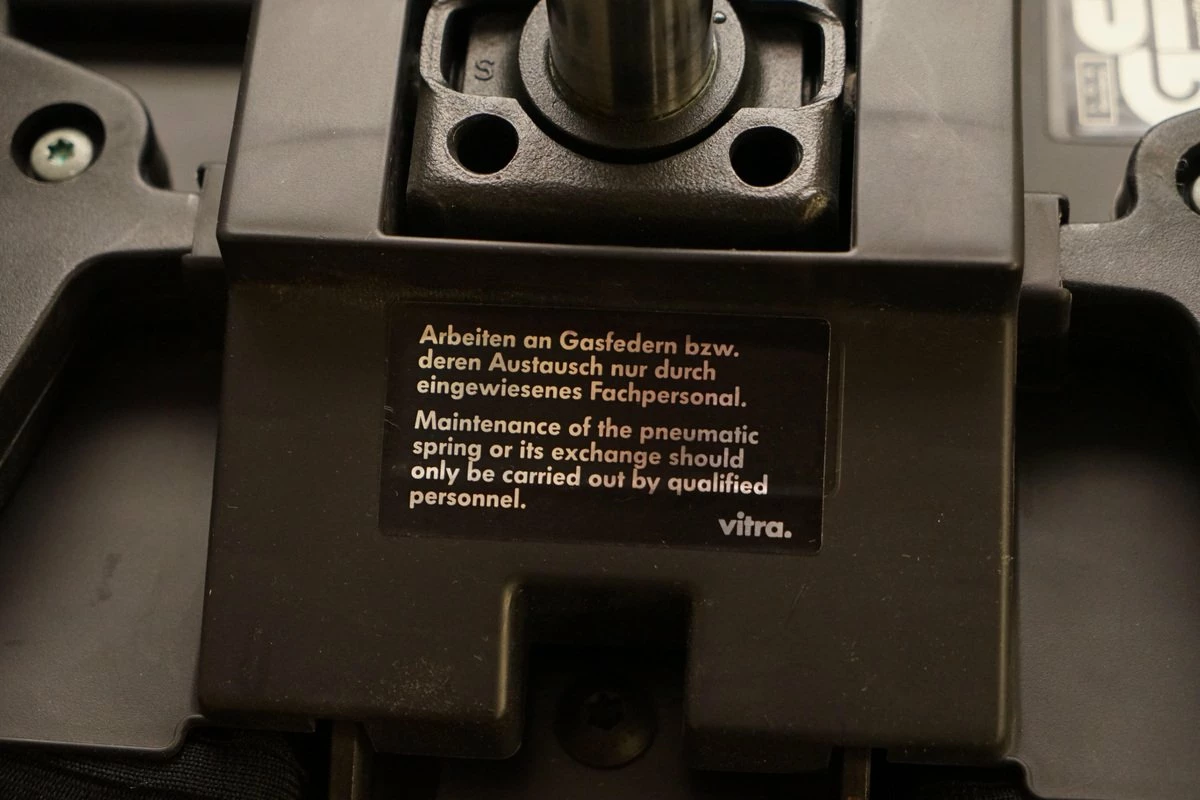 S
Arbeiten an Gasfedern bzw.
deren Austausch nur durch
eingewiesenes Fachpersonal.
Maintenance of the pneumatic
spring or its exchange should
only be carried out by qualified
personnel.
vitra.